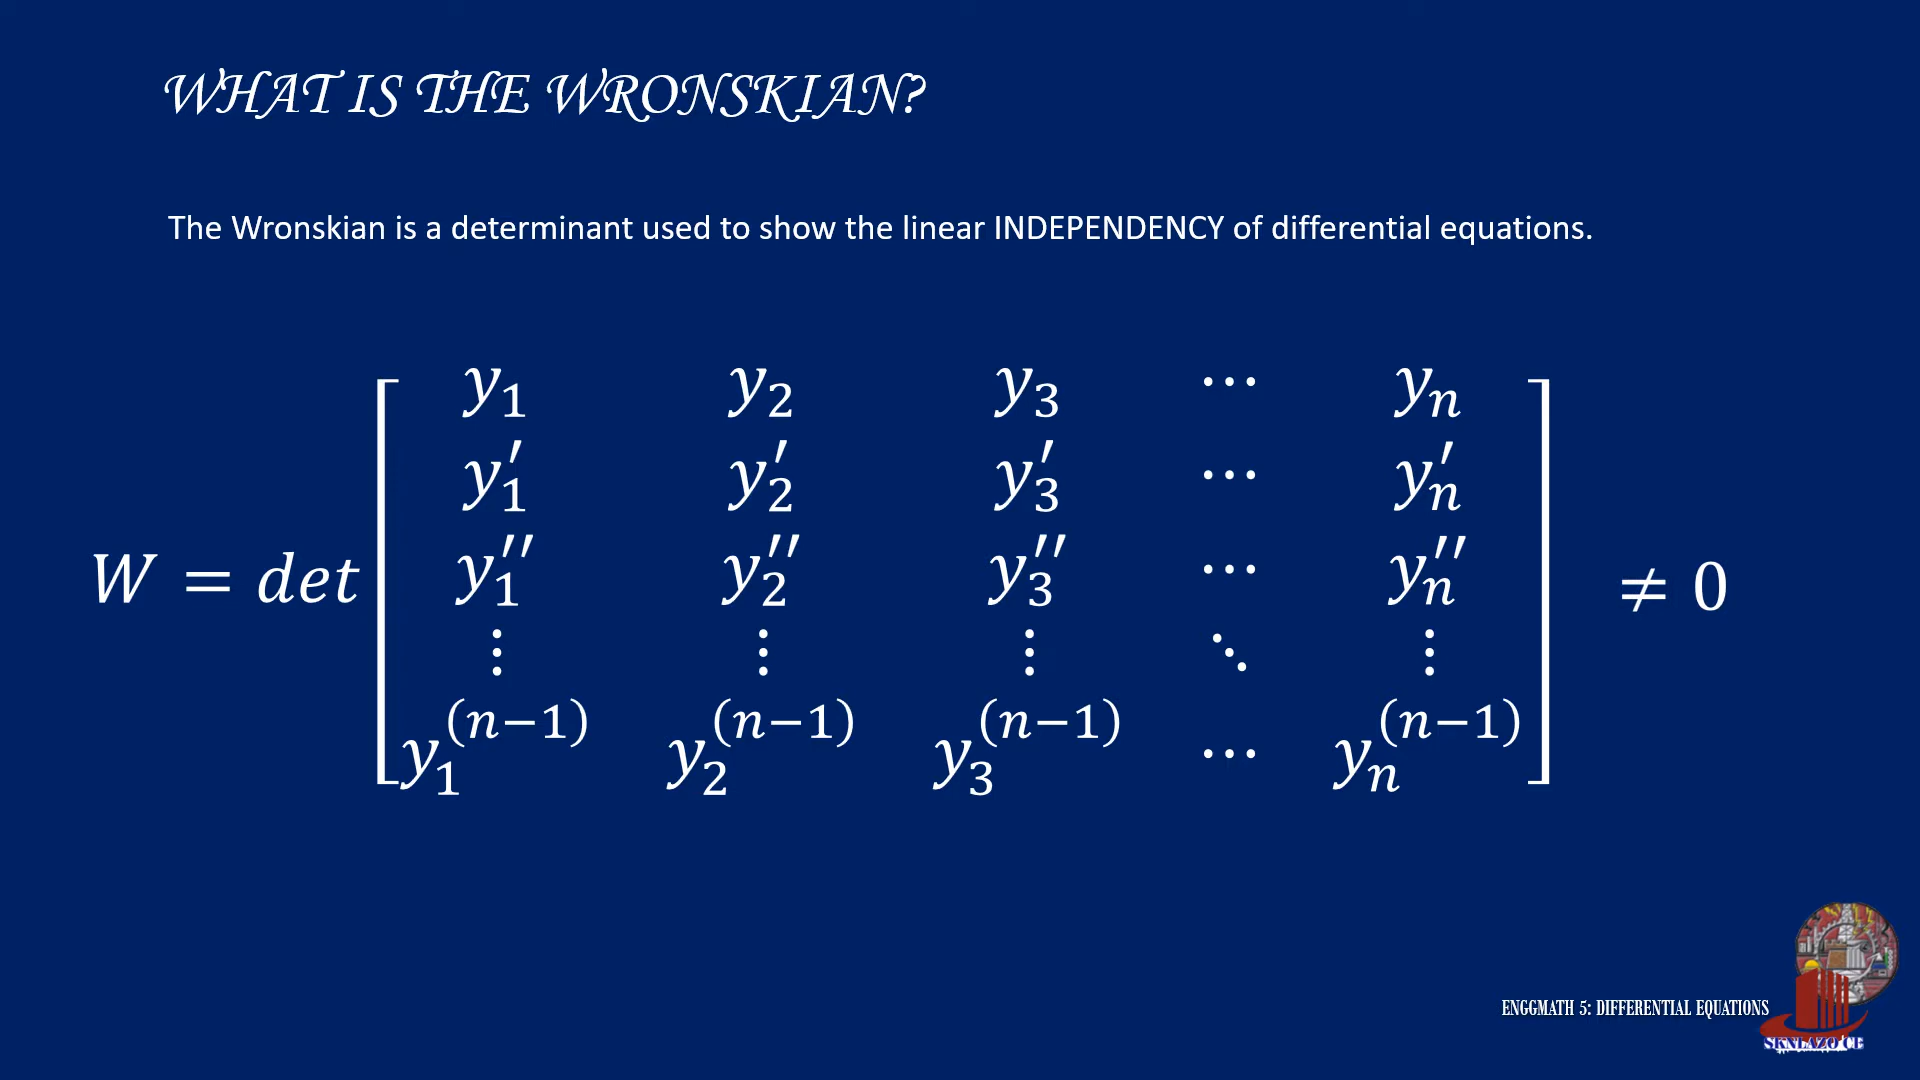 WHAT IS THE WRONSKIAN?
The Wronskian is a determinant used to show the linear INDEPENDENCY of differential equations.
y₁ y₂ y₃ ⋯ yₙ
y₁′ y₂′ y₃′ ⋯ yₙ′
W = det [ y₁′′ y₂′′ y₃′′ ⋯ yₙ′′ ] ≠ 0
⋮ ⋮ ⋮ ⋱ ⋮
y₁⁽ⁿ⁻¹⁾ y₂⁽ⁿ⁻¹⁾ y₃⁽ⁿ⁻¹⁾ ⋯ yₙ⁽ⁿ⁻¹⁾
ENGGMATH 5: DIFFERENTIAL EQUATIONS
SKNLAZO CE